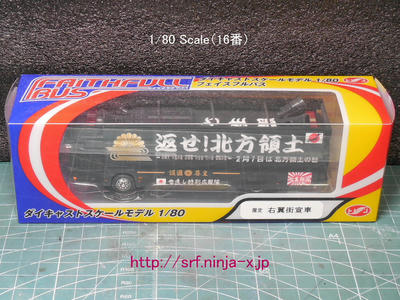 1/80 Scale(16番)
FAITHFULL
BUS
ダイキャストスケールモデル 1/80
フェイスフルバス
返せ!北方領土
2月7日は北方領土の日
ダイキャストスケールモデル 1/80
限定 右翼街宣車
http://srf.ninja-x.jp